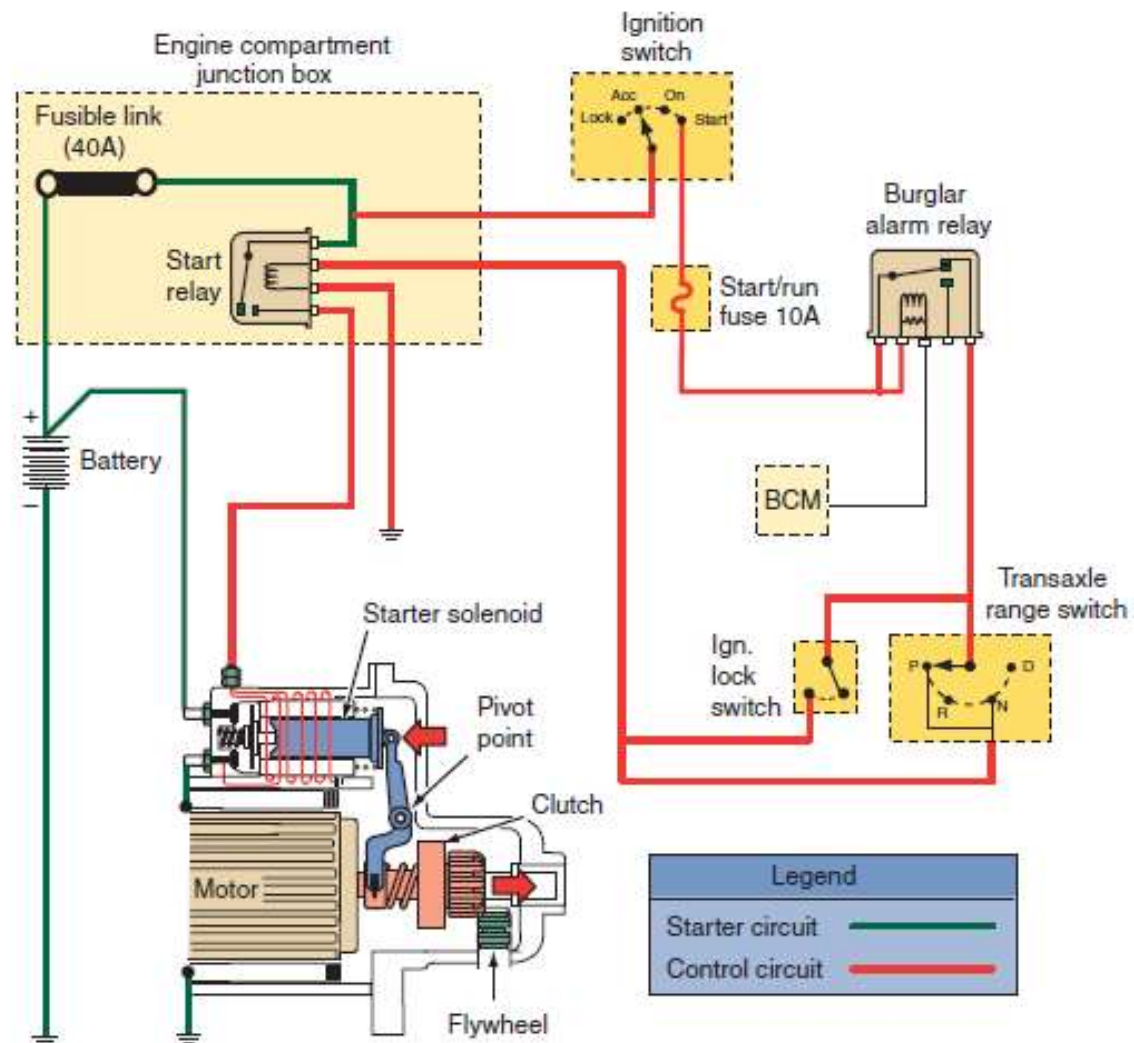 Ignition
switch
Engine compartment
junction box
Acc On
Lock Start
Fusible link
(40A)
Burglar
alarm relay
Start
relay
Start/run
fuse 10A
+
Battery
−
BCM
Transaxle
range switch
Starter solenoid
Ign.
lock
switch
P D
R N
Pivot
point
Clutch
Motor
Legend
Starter circuit
Control circuit
Flywheel